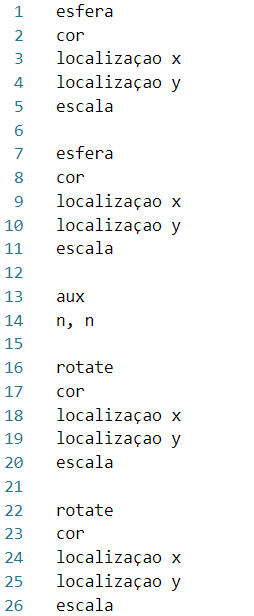 1 esfera
2 cor
3 localizaçao x
4 localizaçao y
5 escala
6
7 esfera
8 cor
9 localizaçao x
10 localizaçao y
11 escala
12
13 aux
14 n, n
15
16 rotate
17 cor
18 localizaçao x
19 localizaçao y
20 escala
21
22 rotate
23 cor
24 localizaçao x
25 localizaçao y
26 escala